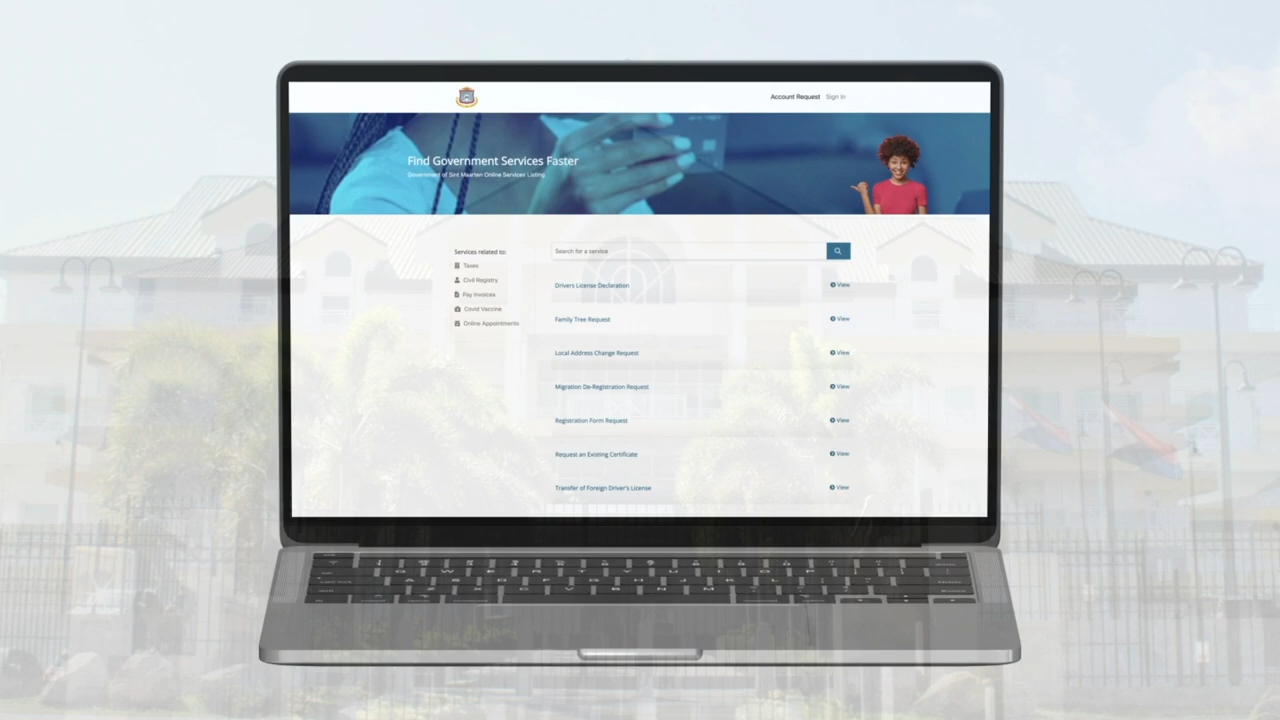 Account Request Sign In
Find Government Services Faster
Government of Sint Maarten Online Services Listing
Services related to:
Taxes
Civil Registry
Pay Invoices
Covid Vaccine
Online Appointments
Search for a service
Drivers License Declaration View
Family Tree Request View
Local Address Change Request View
Migration De-Registration Request View
Registration Form Request View
Request an Existing Certificate View
Transfer of Foreign Driver's License View